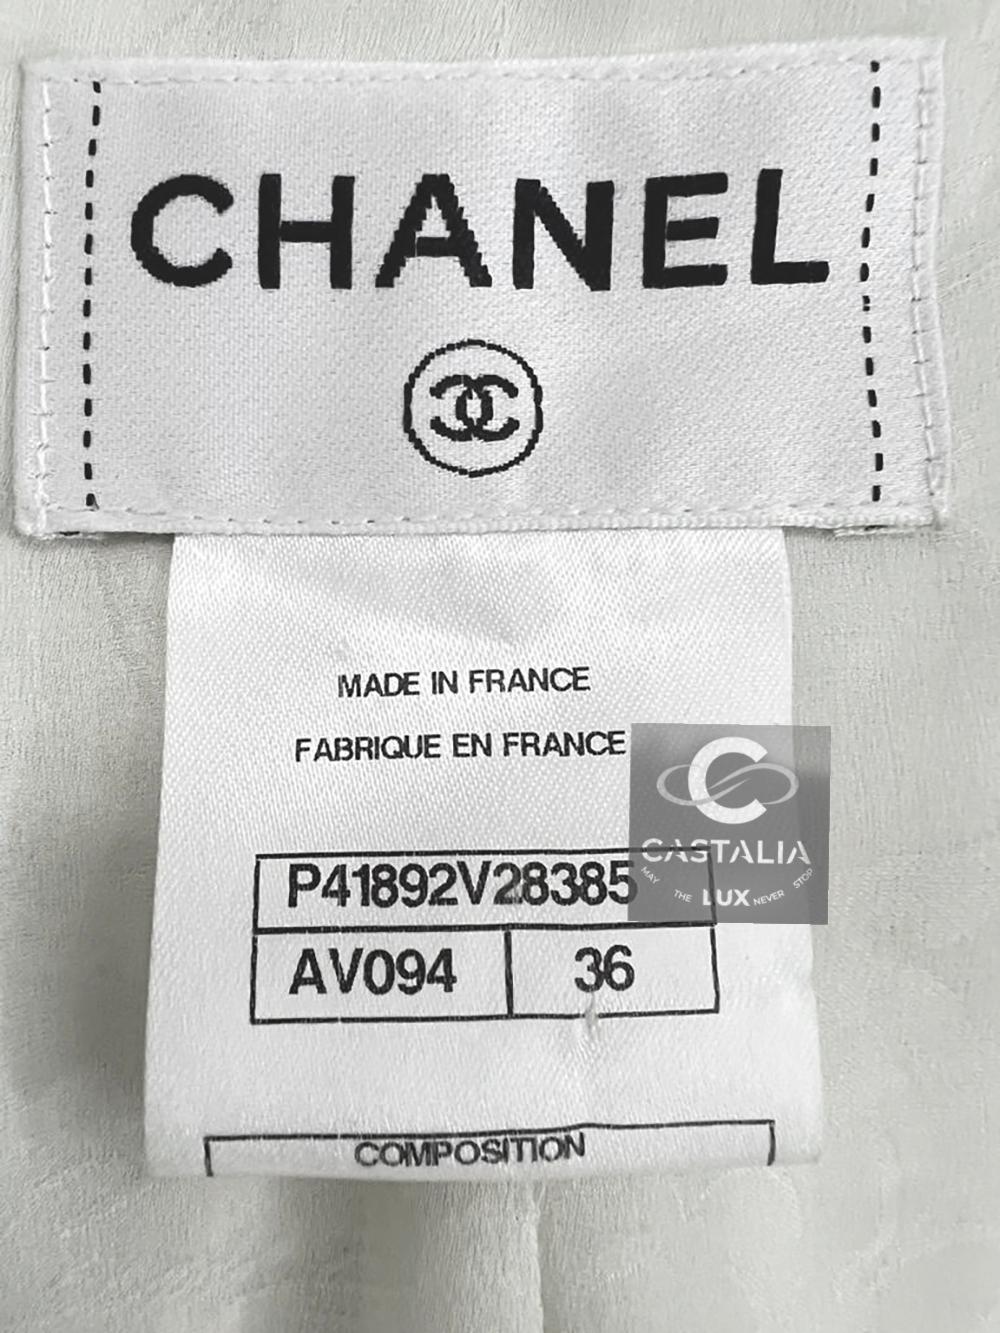 CHANEL
MADE IN FRANCE
FABRIQUE EN FRANCE
C
CASTALIA
MAY THE LUX NEVER STOP
P41892V28385
AV094 36
COMPOSITION